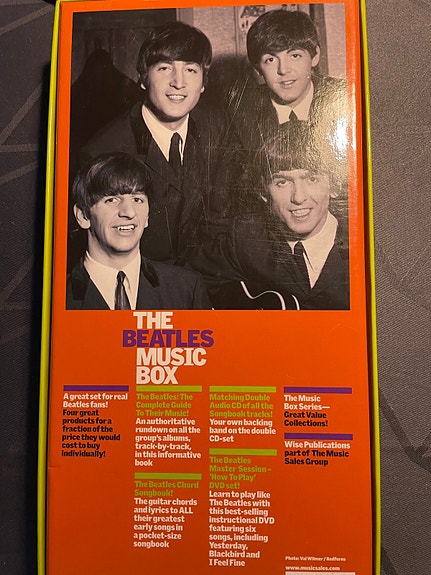 THE
BEATLES
MUSIC
BOX
A great set for real
Beatles fans!
Four great
products for a
fraction of the
price they would
cost to buy
individually!
The Beatles: The
Complete Guide
To Their Music!
An authoritative
rundown on all the
group's albums,
track-by-track,
in this informative
book
The Beatles Chord
Songbook!
The guitar chords
and lyrics to ALL
their greatest
early songs in
a pocket-size
songbook
Matching Double
Audio CD of all the
Songbook tracks!
Your own backing
band on the double
CD-set
The Beatles
Master Session –
'How To Play'
DVD set!
Learn to play like
The Beatles with
this best-selling
instructional DVD
featuring six
songs, including
Yesterday,
Blackbird and
I Feel Fine
The Music
Box Series—
Great Value
Collections!
Wise Publications
part of The Music
Sales Group
Photo: Val Wilmer / Redferns
www.musicsales.com